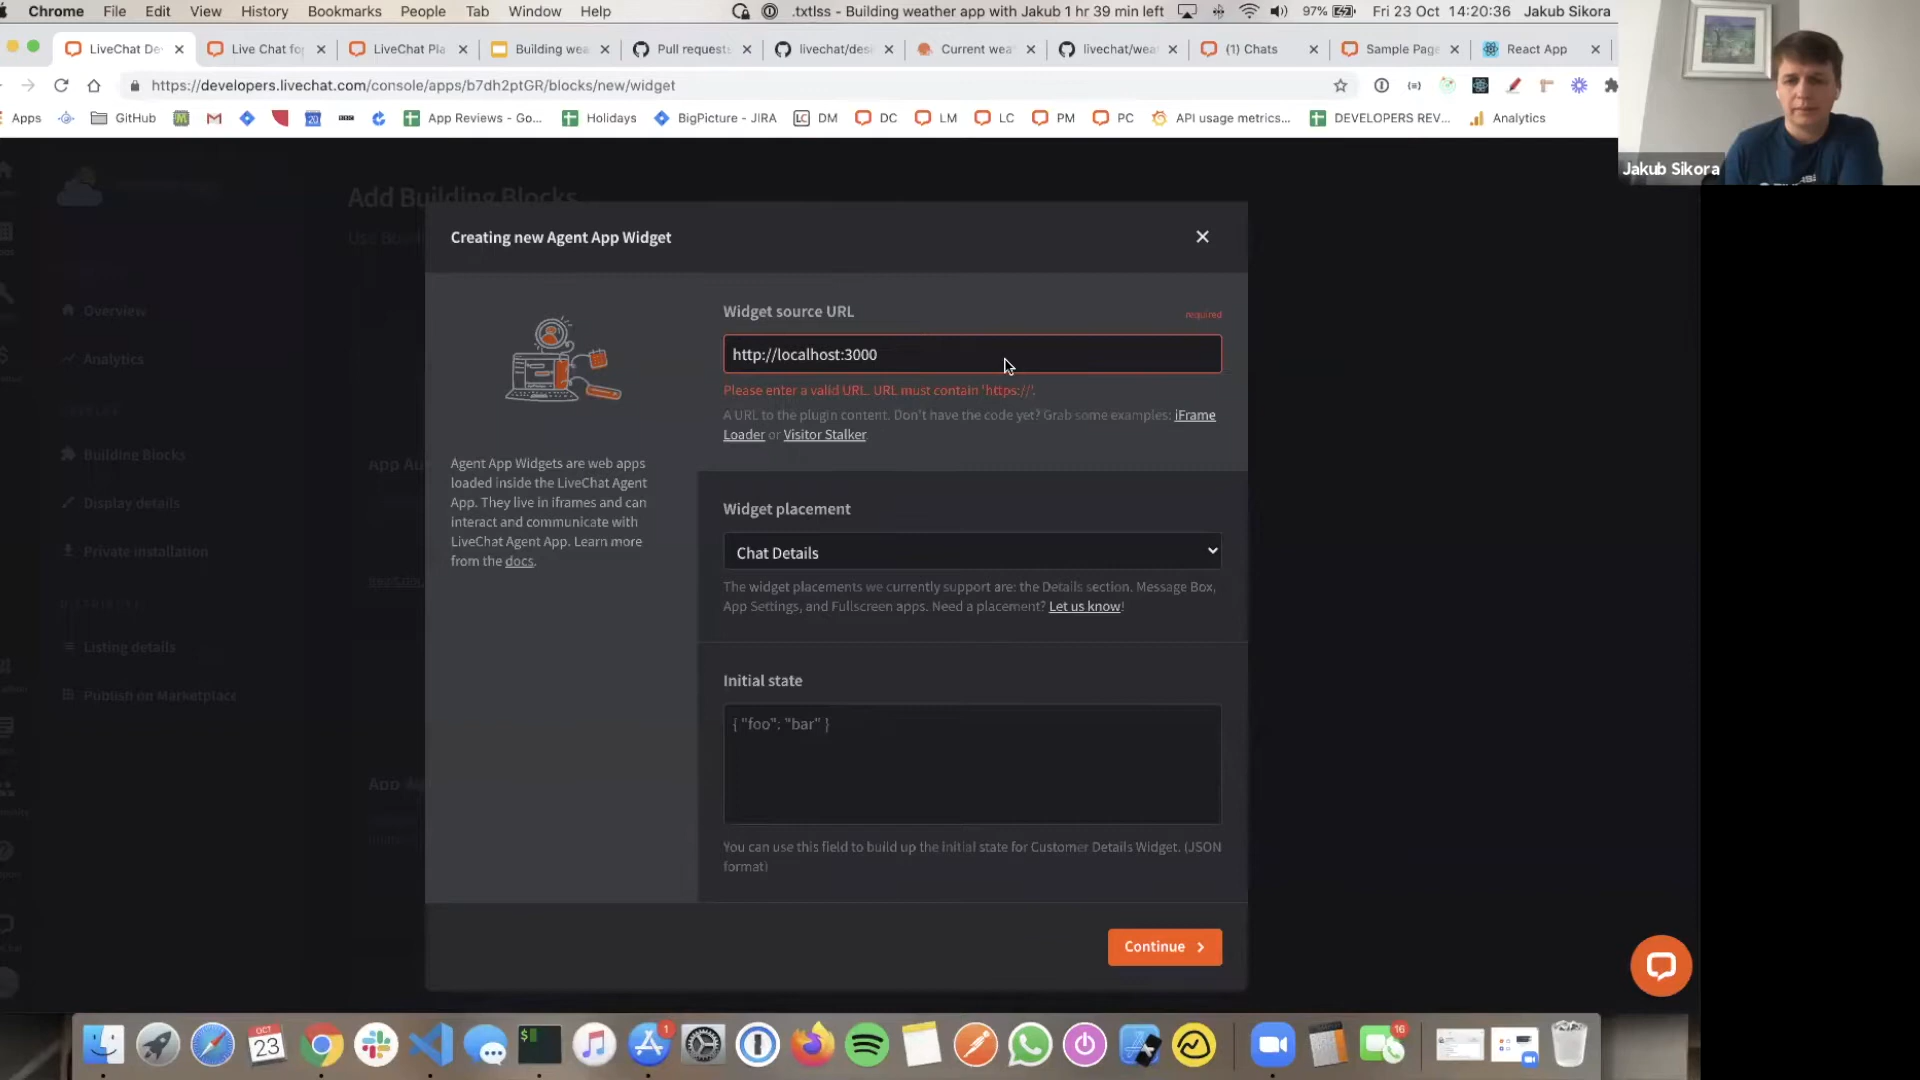 Chrome File Edit View History Bookmarks People Tab Window Help .txtlss - Building weather app with Jakub 1 hr 39 min left 97% Fri 23 Oct 14:20:36 Jakub Sikora
LiveChat De Live Chat fo LiveChat Pla Building wea Pull requests livechat/desi Current wea livechat/wea (1) Chats Sample Page React App
https://developers.livechat.com/console/apps/b7dh2ptGR/blocks/new/widget
Apps GitHub App Reviews - Go... Holidays BigPicture - JIRA DM DC LM LC PM PC API usage metrics... DEVELOPERS REV... Analytics
Jakub Sikora
Add Building Blocks
Creating new Agent App Widget
Overview
Analytics
Building Blocks
Display details
Private installation
Listing details
Publish on Marketplace
App Au
Agent App Widgets are web apps
loaded inside the LiveChat Agent
App. They live in iframes and can
interact and communicate with
LiveChat Agent App. Learn more
from the docs.
Widget source URL
required
http://localhost:3000
Please enter a valid URL. URL must contain 'https://'.
A URL to the plugin content. Don't have the code yet? Grab some examples: iFrame
Loader or Visitor Stalker
Widget placement
Chat Details
The widget placements we currently support are: the Details section. Message Box,
App Settings, and Fullscreen apps. Need a placement? Let us know!
Initial state
{ "foo": "bar" }
You can use this field to build up the initial state for Customer Details Widget. (JSON
format)
Continue
OCT
23
$
1
16